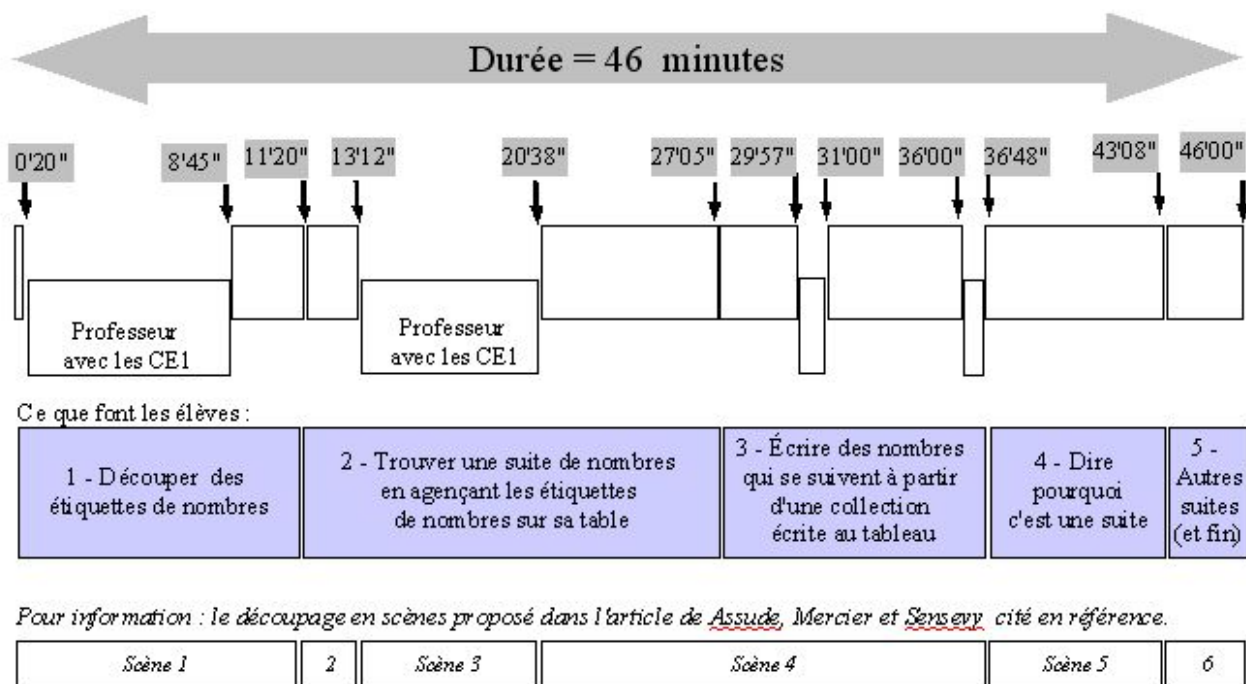 Durée = 46 minutes
0'20" 8'45" 11'20" 13'12" 20'38" 27'05" 29'57" 31'00" 36'00" 36'48" 43'08" 46'00"
Professeur
avec les CE1
Professeur
avec les CE1
Ce que font les élèves :
1 - Découper des
étiquettes de nombres
2 - Trouver une suite de nombres
en agençant les étiquettes
de nombres sur sa table
3 - Écrire des nombres
qui se suivent à partir
d'une collection
écrite au tableau
4 - Dire
pourquoi
c'est une suite
5 -
Autres
suites
(et fin)
Pour information : le découpage en scènes proposé dans l'article de Assude, Mercier et Sensevy cité en référence.
Scène 1 2 Scène 3 Scène 4 Scène 5 6